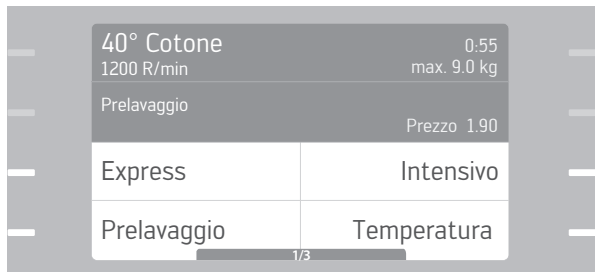 40° Cotone 0:55
1200 R/min max. 9.0 kg
Prelavaggio
Prezzo 1.90
Express Intensivo
Prelavaggio Temperatura
1/3